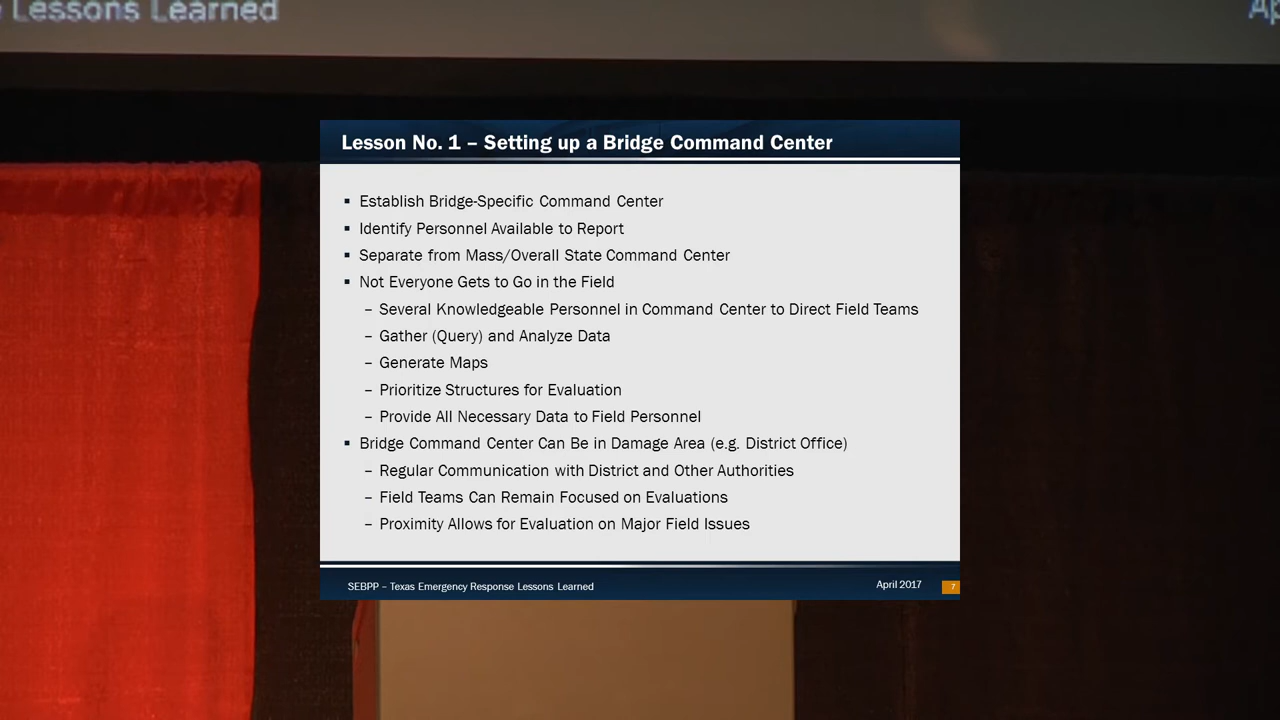 Lessons Learned
Lesson No. 1 – Setting up a Bridge Command Center
▪ Establish Bridge-Specific Command Center
▪ Identify Personnel Available to Report
▪ Separate from Mass/Overall State Command Center
▪ Not Everyone Gets to Go in the Field
– Several Knowledgeable Personnel in Command Center to Direct Field Teams
– Gather (Query) and Analyze Data
– Generate Maps
– Prioritize Structures for Evaluation
– Provide All Necessary Data to Field Personnel
▪ Bridge Command Center Can Be in Damage Area (e.g. District Office)
– Regular Communication with District and Other Authorities
– Field Teams Can Remain Focused on Evaluations
– Proximity Allows for Evaluation on Major Field Issues
SEBPP – Texas Emergency Response Lessons Learned
April 2017
7